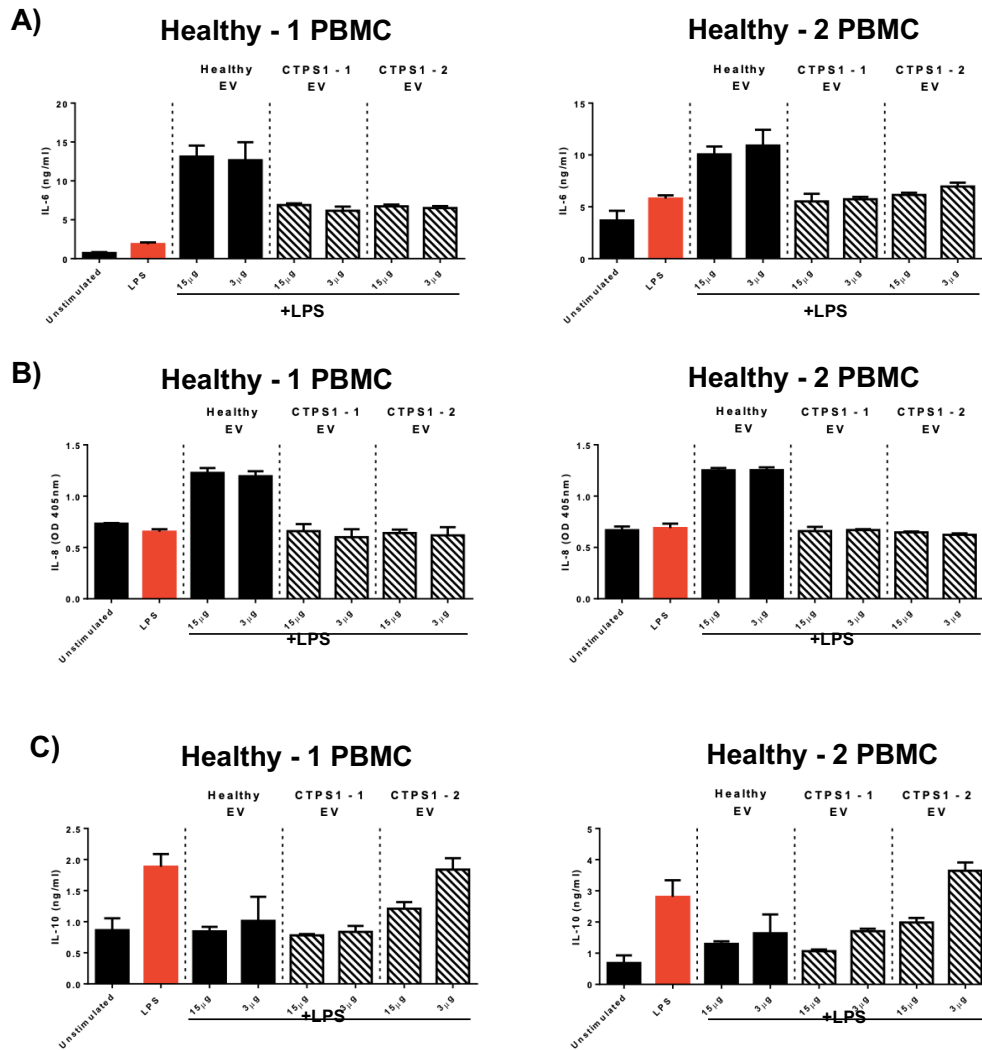 A)
Healthy - 1 PBMC
Healthy EV
CTPS1 - 1 EV
CTPS1 - 2 EV
IL-6 (ng/ml)
20
15
10
5
0
Unstimulated
LPS
15µg
3µg
15µg
3µg
15µg
3µg
+LPS
Healthy - 2 PBMC
Healthy EV
CTPS1 - 1 EV
CTPS1 - 2 EV
IL-6 (ng/ml)
15
10
5
0
Unstimulated
LPS
15µg
3µg
15µg
3µg
15µg
3µg
+LPS
B)
Healthy - 1 PBMC
Healthy EV
CTPS1 - 1 EV
CTPS1 - 2 EV
IL-8 (OD 405nm)
1.5
1.0
0.5
0.0
Unstimulated
LPS
15µg
3µg
15µg
3µg
15µg
3µg
+LPS
Healthy - 2 PBMC
Healthy EV
CTPS1 - 1 EV
CTPS1 - 2 EV
IL-8 (OD 405nm)
1.5
1.0
0.5
0.0
Unstimulated
LPS
15µg
3µg
15µg
3µg
15µg
3µg
+LPS
C)
Healthy - 1 PBMC
Healthy EV
CTPS1 - 1 EV
CTPS1 - 2 EV
IL-10 (ng/ml)
2.5
2.0
1.5
1.0
0.5
0.0
Unstimulated
LPS
15µg
3µg
15µg
3µg
15µg
3µg
+LPS
Healthy - 2 PBMC
Healthy EV
CTPS1 - 1 EV
CTPS1 - 2 EV
IL-10 (ng/ml)
5
4
3
2
1
0
Unstimulated
LPS
15µg
3µg
15µg
3µg
15µg
3µg
+LPS